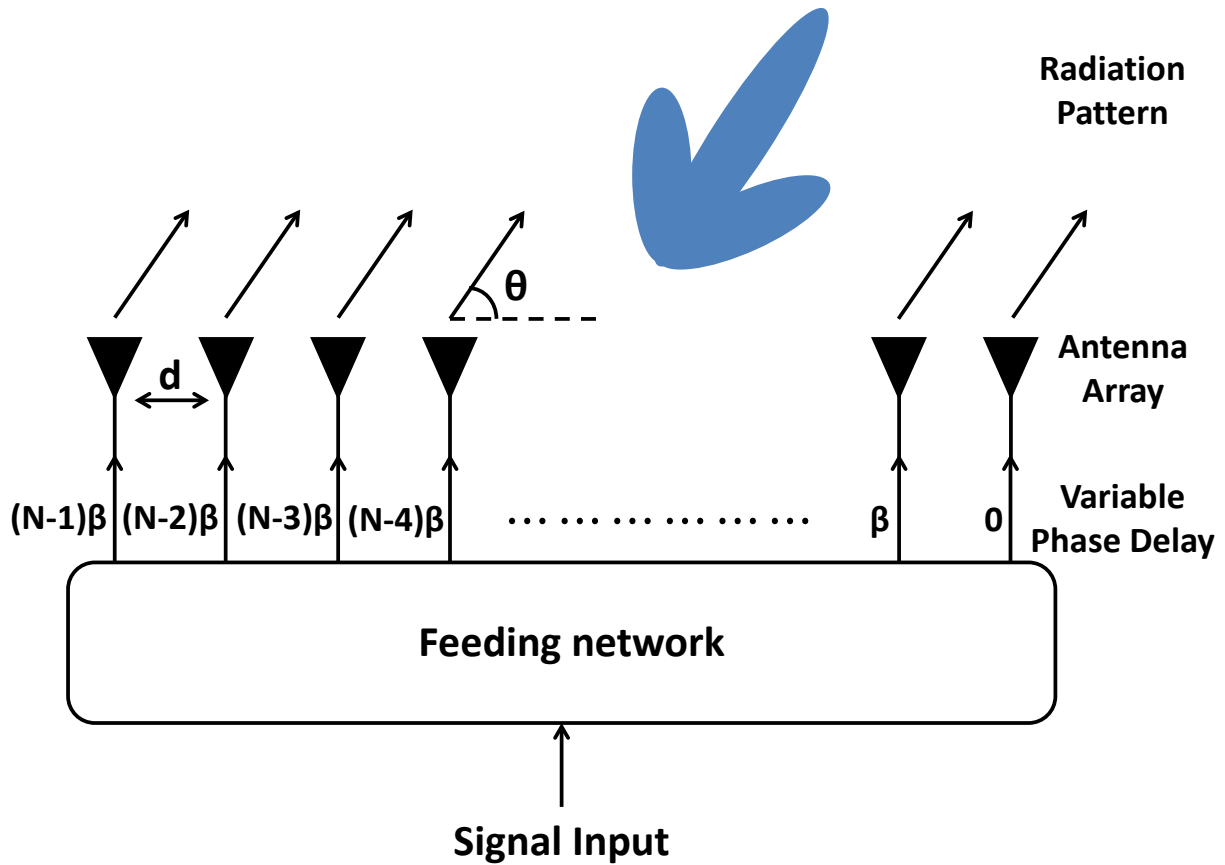 Radiation
Pattern
θ
d
Antenna
Array
(N-1)β (N-2)β (N-3)β (N-4)β ... ... ... ... ... ... β 0
Variable
Phase Delay
Feeding network
Signal Input